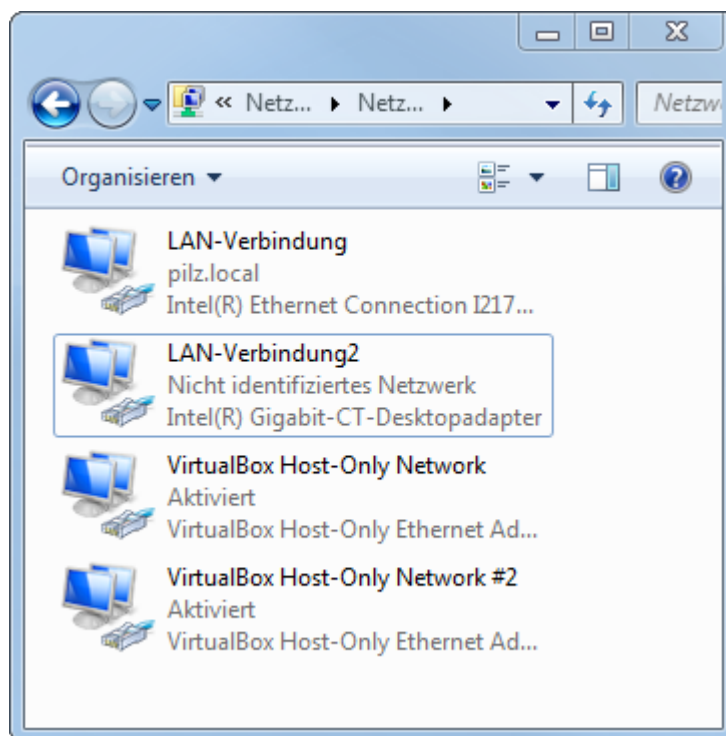 « Netz... Netz...
Netzw
Organisieren
LAN-Verbindung
pilz.local
Intel(R) Ethernet Connection I217...
LAN-Verbindung2
Nicht identifiziertes Netzwerk
Intel(R) Gigabit-CT-Desktopadapter
VirtualBox Host-Only Network
Aktiviert
VirtualBox Host-Only Ethernet Ad...
VirtualBox Host-Only Network #2
Aktiviert
VirtualBox Host-Only Ethernet Ad...